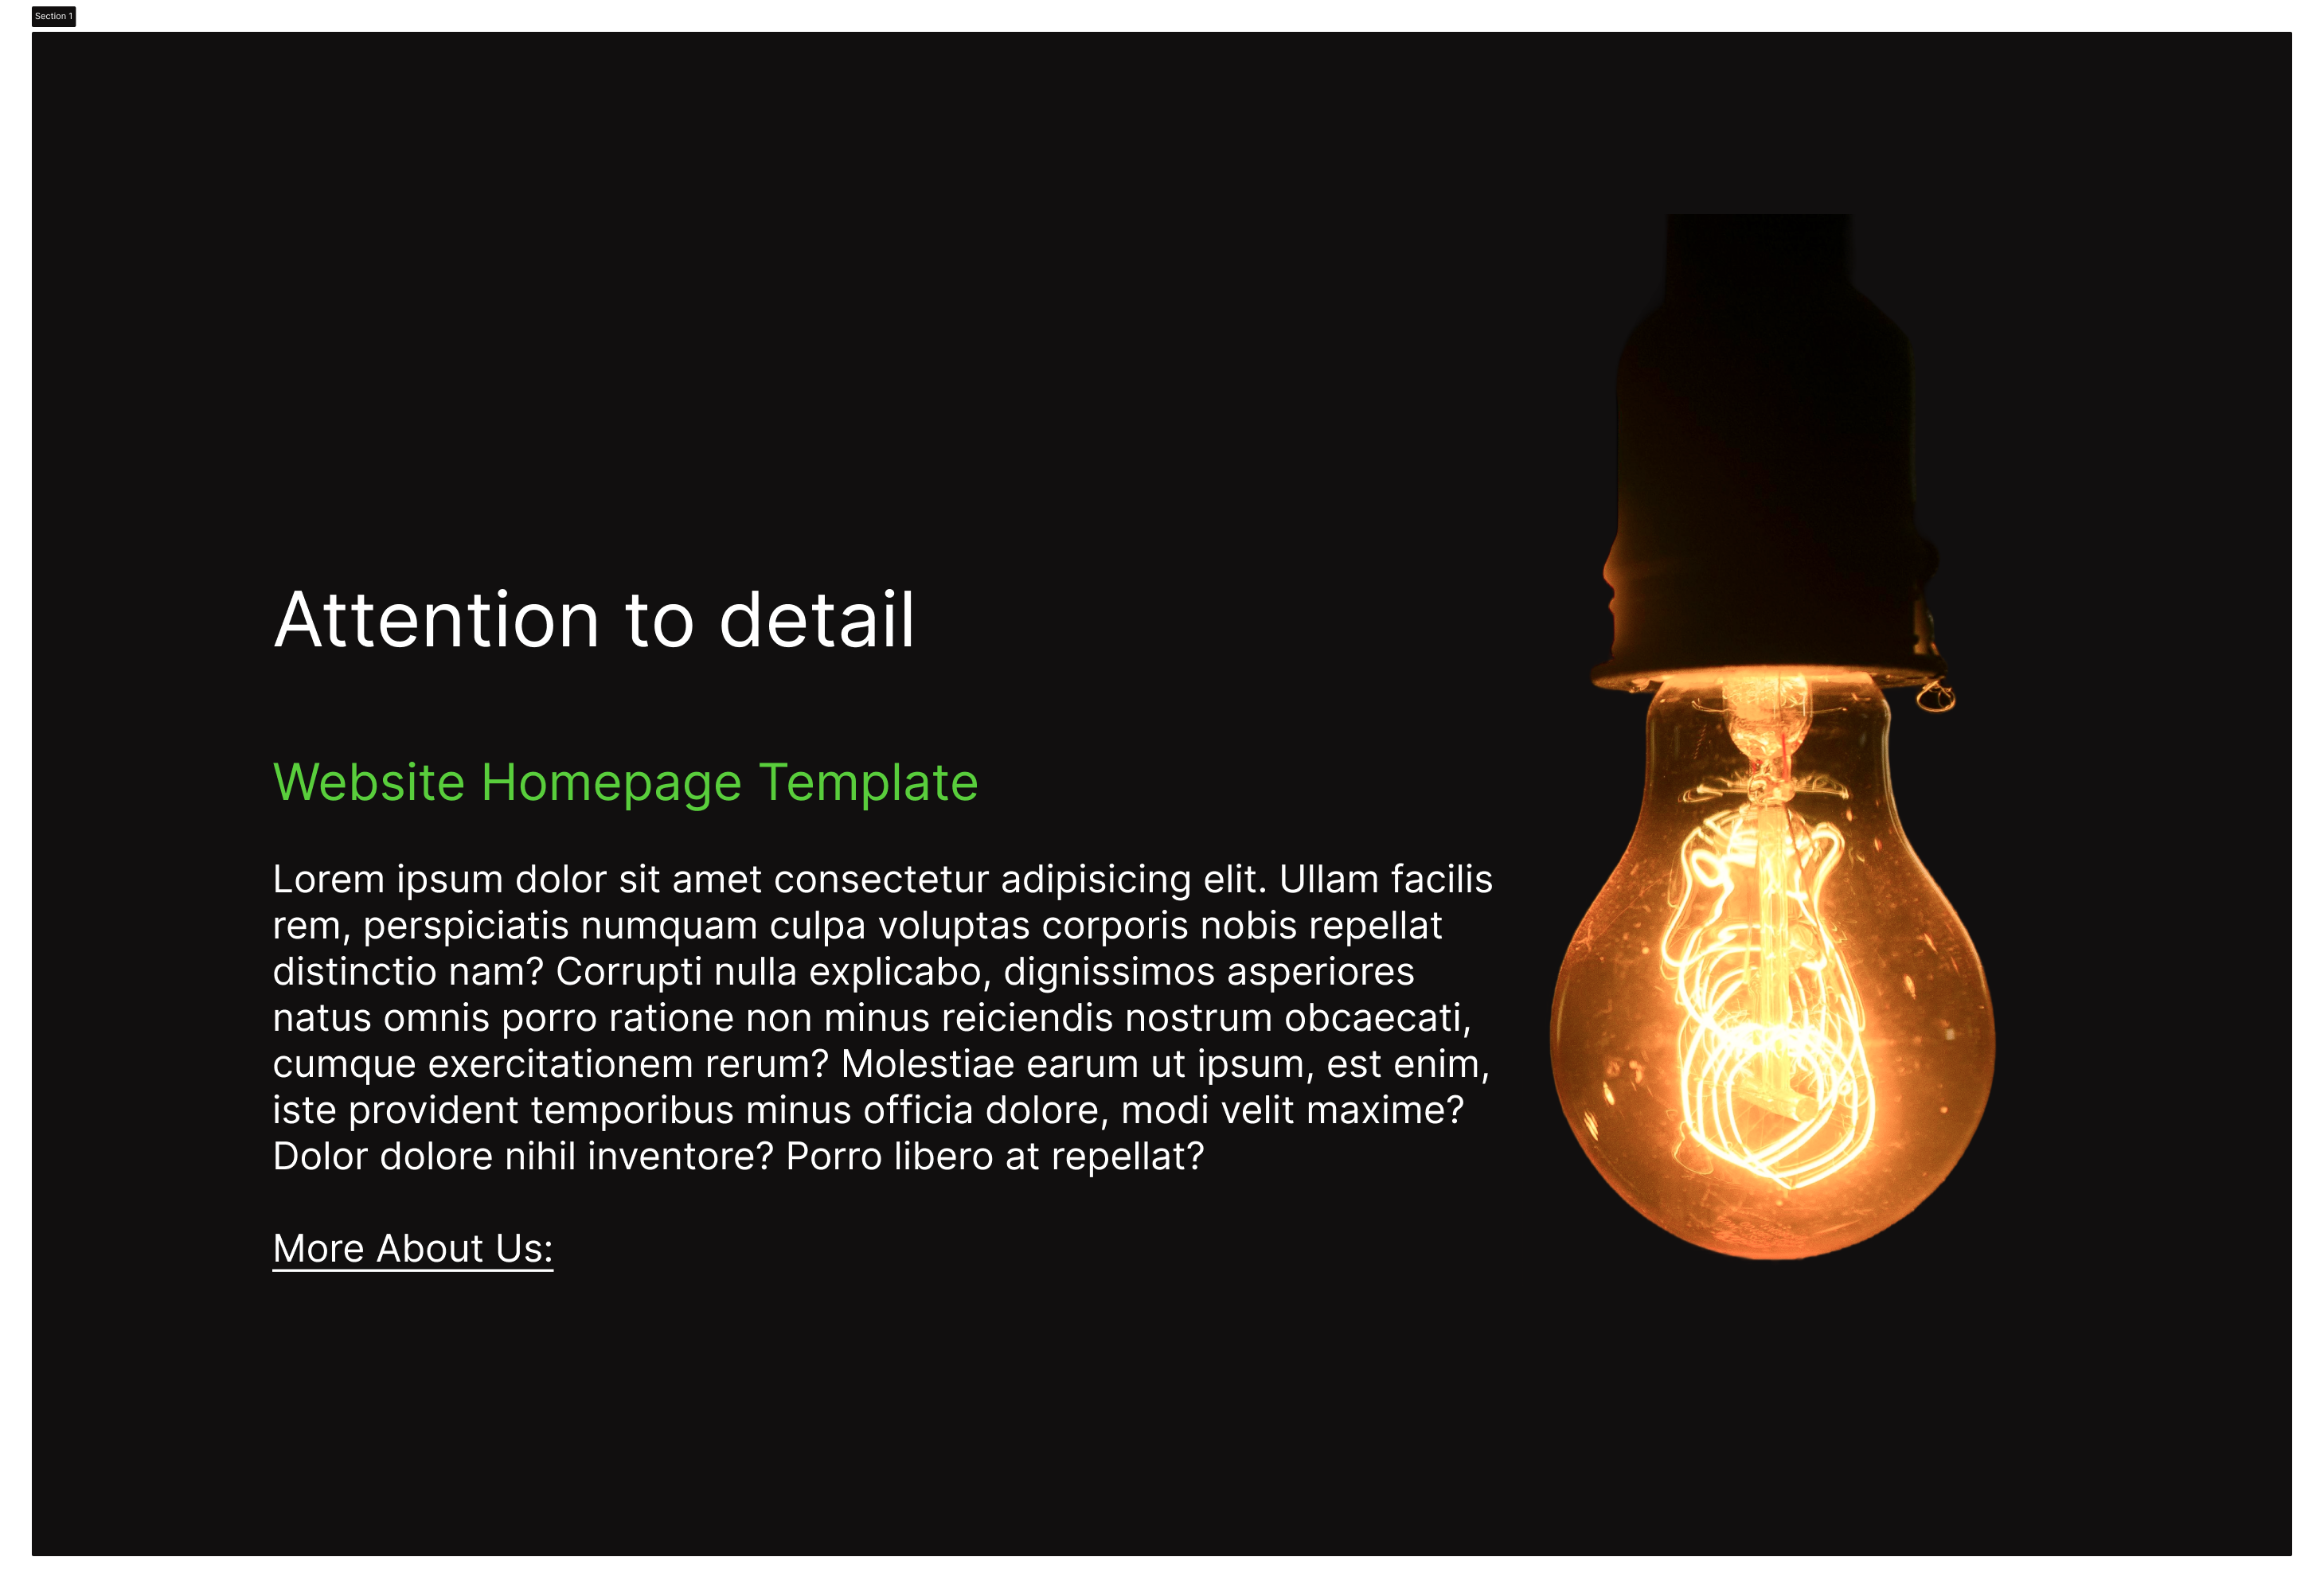 Section 1
Attention to detail
Website Homepage Template
Lorem ipsum dolor sit amet consectetur adipisicing elit. Ullam facilis
rem, perspiciatis numquam culpa voluptas corporis nobis repellat
distinctio nam? Corrupti nulla explicabo, dignissimos asperiores
natus omnis porro ratione non minus reiciendis nostrum obcaecati,
cumque exercitationem rerum? Molestiae earum ut ipsum, est enim,
iste provident temporibus minus officia dolore, modi velit maxime?
Dolor dolore nihil inventore? Porro libero at repellat?
More About Us: